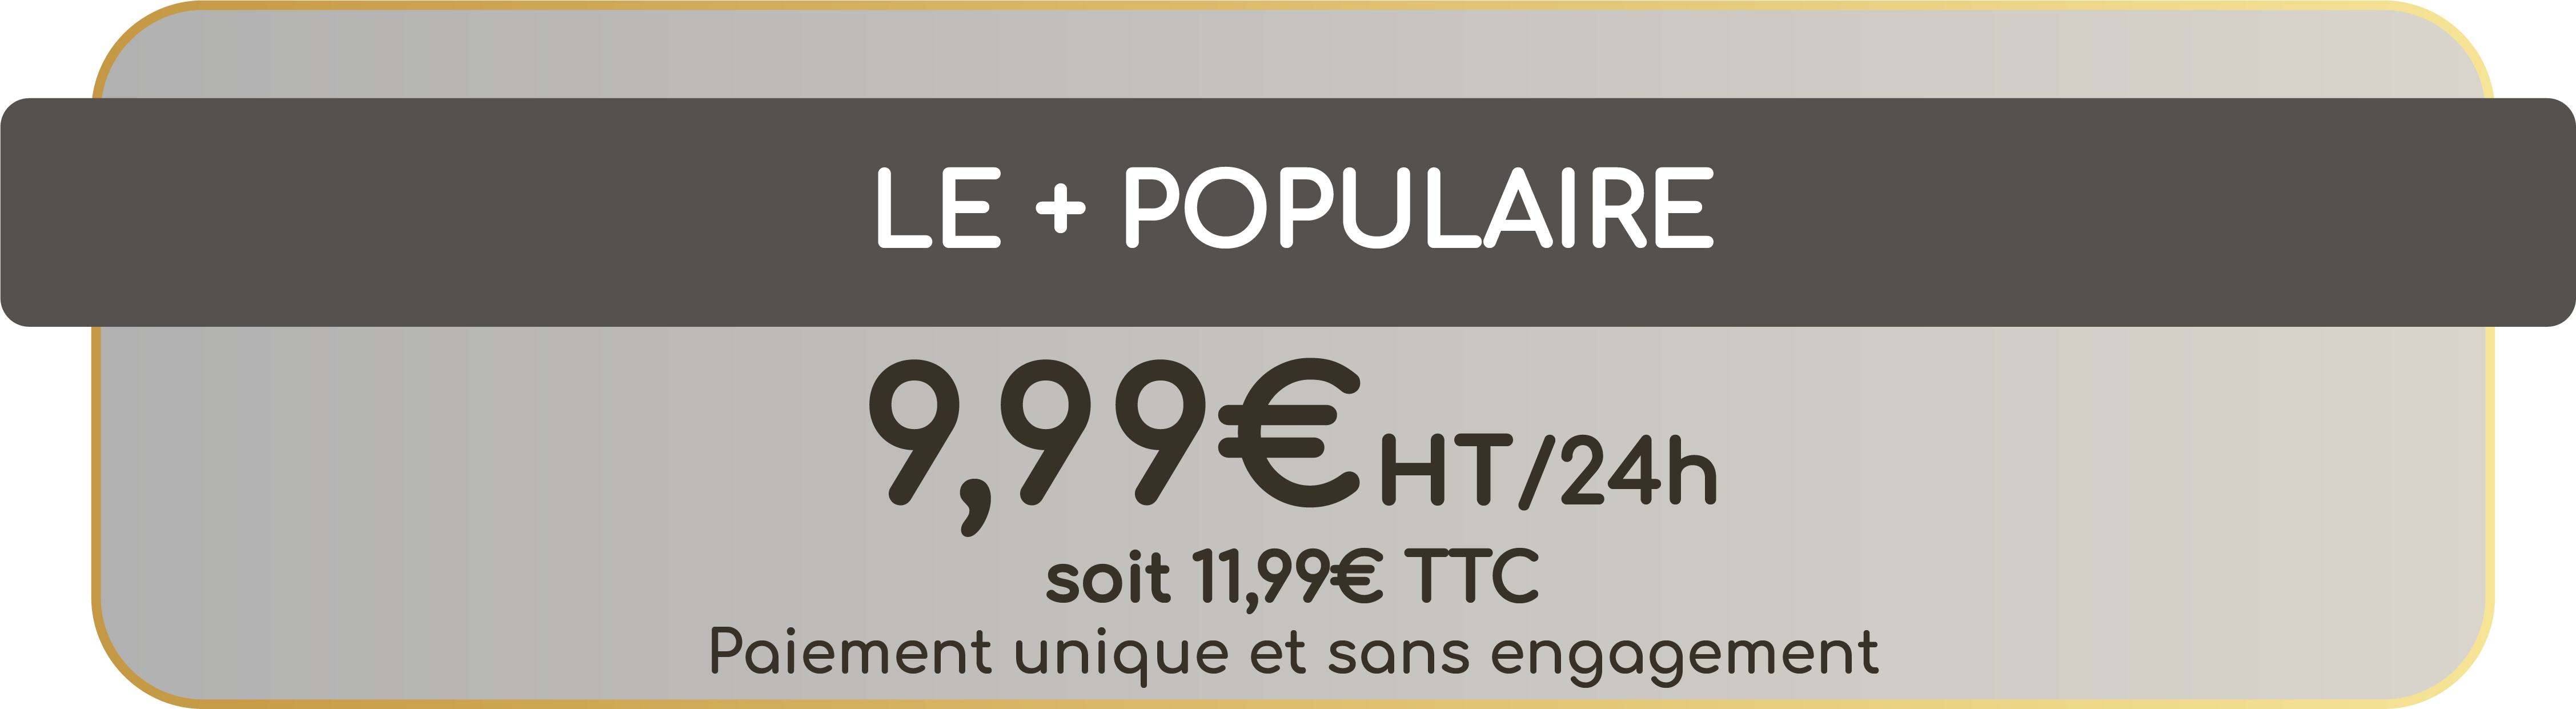 LE + POPULAIRE
9,99€HT/24h
soit 11,99€ TTC
Paiement unique et sans engagement